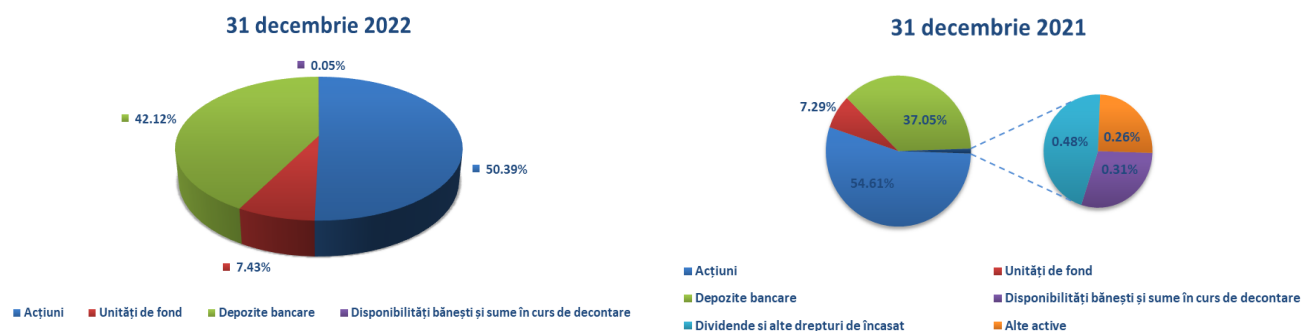 31 decembrie 2022
0.05%
42.12%
50.39%
7.43%
Acțiuni
Unități de fond
Depozite bancare
Disponibilități bănești și sume în curs de decontare
31 decembrie 2021
7.29%
37.05%
54.61%
0.48%
0.26%
0.31%
Acțiuni
Unități de fond
Depozite bancare
Disponibilități bănești și sume în curs de decontare
Dividende si alte drepturi de încasat
Alte active